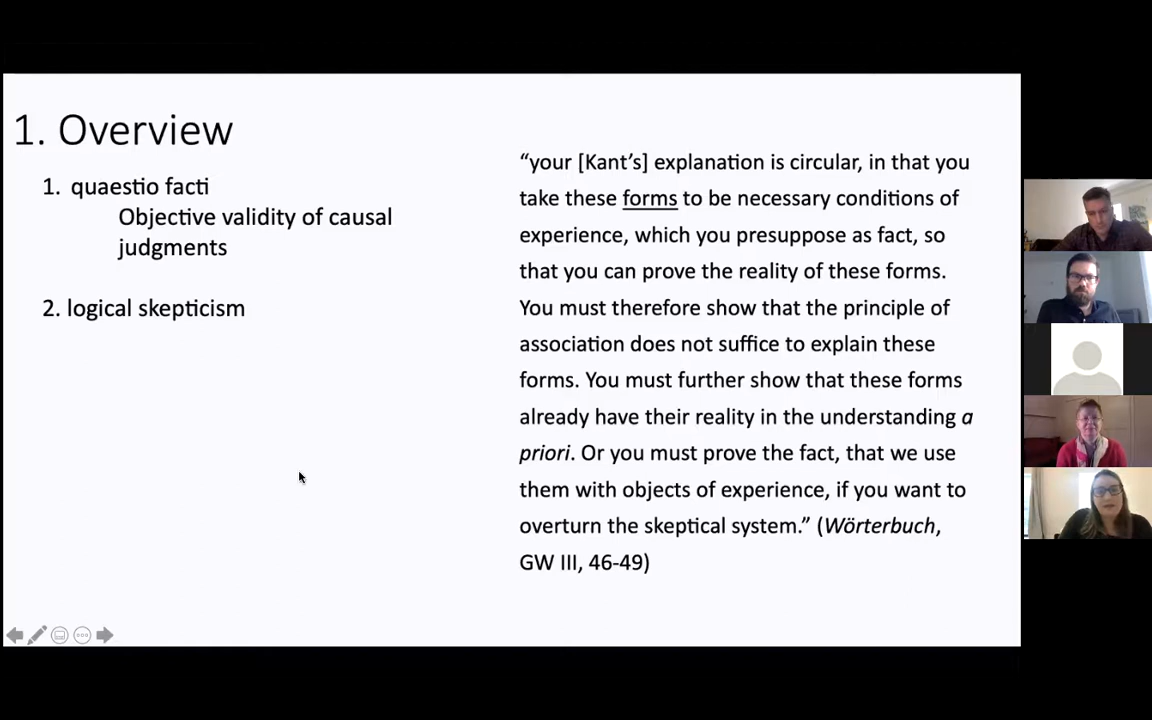 1. Overview
1. quaestio facti
Objective validity of causal
judgments
2. logical skepticism
“your [Kant’s] explanation is circular, in that you
take these forms to be necessary conditions of
experience, which you presuppose as fact, so
that you can prove the reality of these forms.
You must therefore show that the principle of
association does not suffice to explain these
forms. You must further show that these forms
already have their reality in the understanding a
priori. Or you must prove the fact, that we use
them with objects of experience, if you want to
overturn the skeptical system.” (Wörterbuch,
GW III, 46-49)